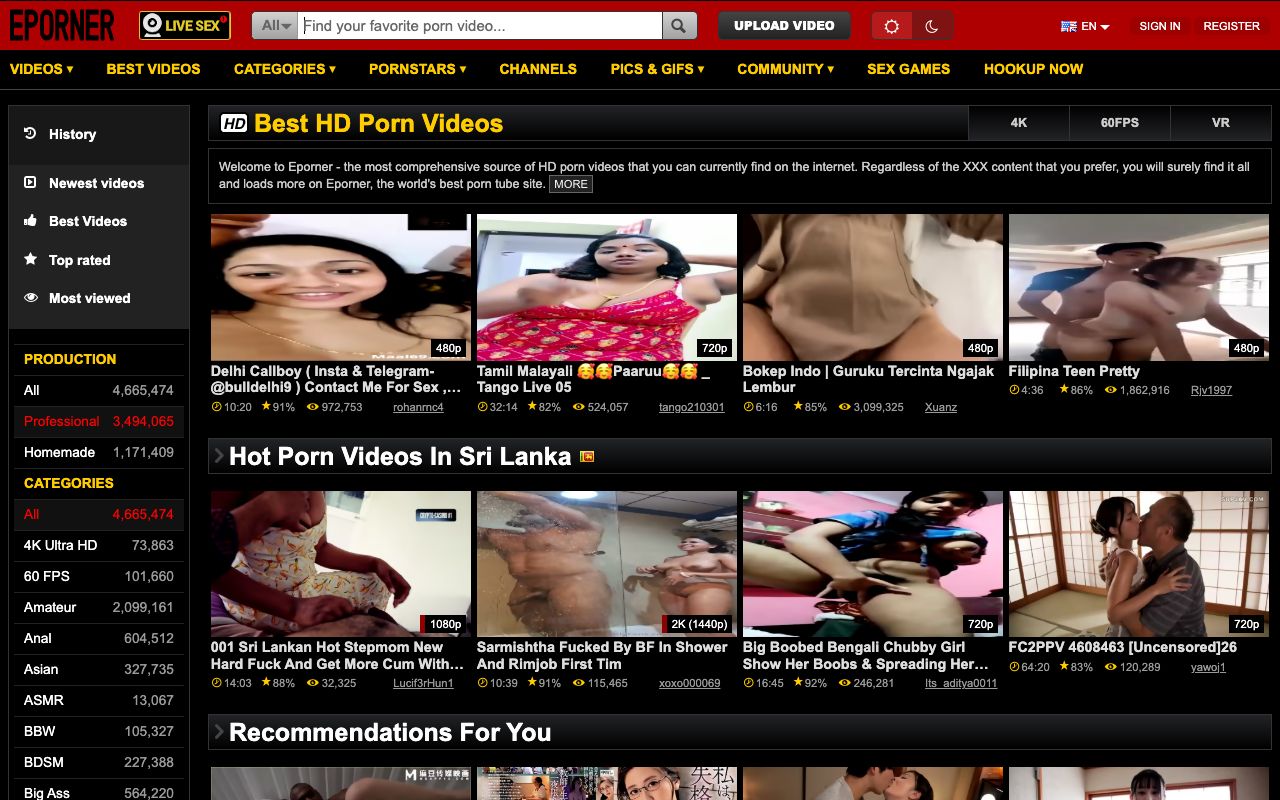 EPORNER
LIVE SEX
All
Find your favorite porn video...
UPLOAD VIDEO
EN
SIGN IN
REGISTER
VIDEOS ▾
BEST VIDEOS
CATEGORIES ▾
PORNSTARS ▾
CHANNELS
PICS & GIFS ▾
COMMUNITY ▾
SEX GAMES
HOOKUP NOW
History
Newest videos
Best Videos
Top rated
Most viewed
PRODUCTION
All 4,665,474
Professional 3,494,065
Homemade 1,171,409
CATEGORIES
All 4,665,474
4K Ultra HD 73,863
60 FPS 101,660
Amateur 2,099,161
Anal 604,512
Asian 327,735
ASMR 13,067
BBW 105,327
BDSM 227,388
Big Ass 564,220
HD Best HD Porn Videos
4K
60FPS
VR
Welcome to Eporner - the most comprehensive source of HD porn videos that you can currently find on the internet. Regardless of the XXX content that you prefer, you will surely find it all
and loads more on Eporner, the world's best porn tube site. MORE
480p
Delhi Callboy ( Insta & Telegram-
@bulldelhi9 ) Contact Me For Sex ,...
10:20 91% 972,753 rohanrnc4
720p
Tamil Malayali 🥰🥰Paaruu🥰🥰 _
Tango Live 05
32:14 82% 524,057 tango210301
480p
Bokep Indo | Guruku Tercinta Ngajak
Lembur
6:16 85% 3,099,325 Xuanz
480p
Filipina Teen Pretty
4:36 86% 1,862,916 Rjv1997
Hot Porn Videos In Sri Lanka
1080p
001 Sri Lankan Hot Stepmom New
Hard Fuck And Get More Cum With...
14:03 88% 32,325 Lucif3rHun1
2K (1440p)
Sarmishtha Fucked By BF In Shower
And Rimjob First Tim
10:39 91% 115,465 xoxo000069
720p
Big Boobed Bengali Chubby Girl
Show Her Boobs & Spreading Her...
16:45 92% 246,281 Its_aditya0011
720p
FC2PPV 4608463 [Uncensored]26
64:20 83% 120,289 yawoj1
Recommendations For You